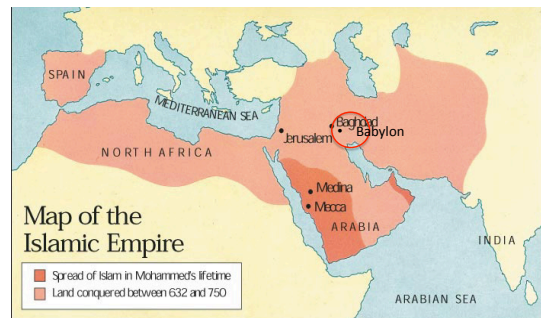 SPAIN
MEDITERRANEAN SEA
Baghdad
Babylon
Jerusalem
NORTH AFRICA
Medina
Mecca
ARABIA
INDIA
Map of the
Islamic Empire
Spread of Islam in Mohammed's lifetime
Land conquered between 632 and 750
ARABIAN SEA